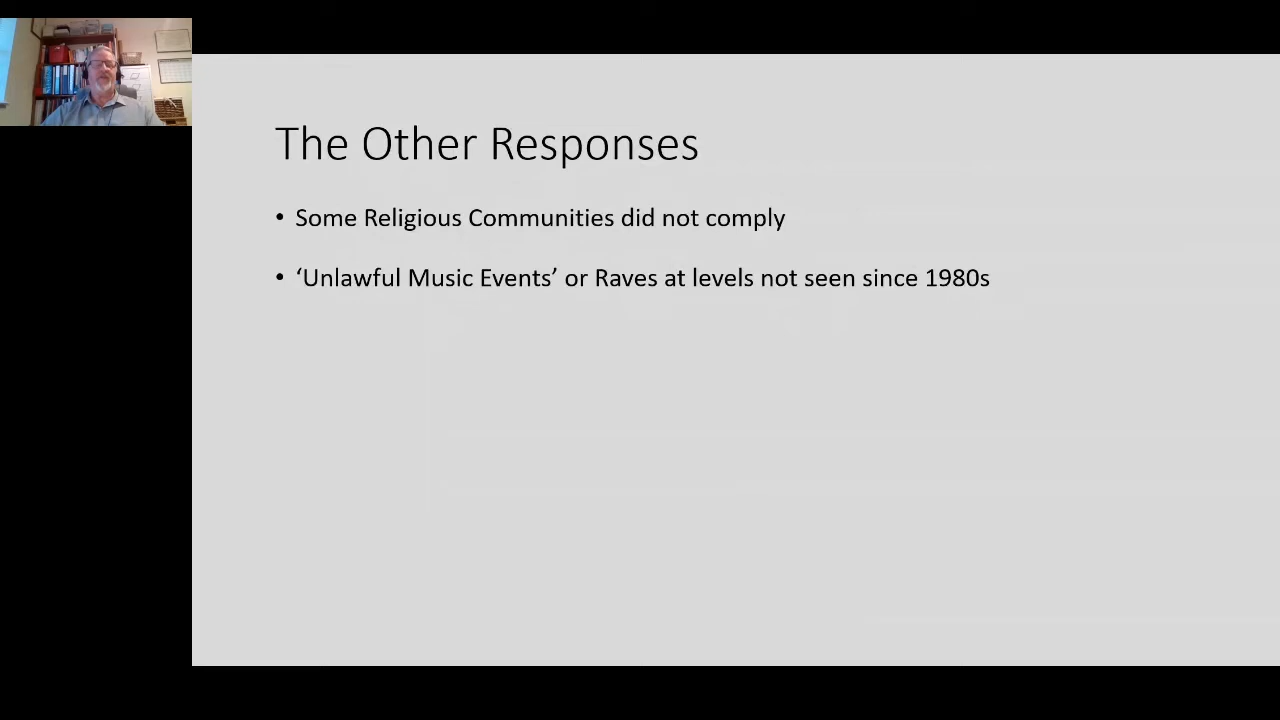 The Other Responses
• Some Religious Communities did not comply
• ‘Unlawful Music Events’ or Raves at levels not seen since 1980s